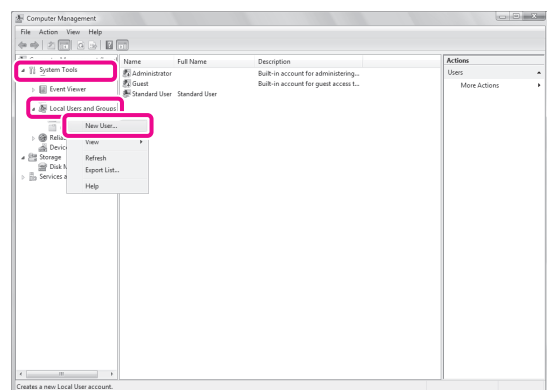 Computer Management
File Action View Help
System Tools
Event Viewer
Local Users and Groups
Device
Storage
Disk
Services
New User...
View
Refresh
Export List...
Help
Name Full Name Description
Administrator Built-in account for administering...
Guest Built-in account for guest access t...
Standard User Standard User
Actions
Users
More Actions
Creates a new Local User account.